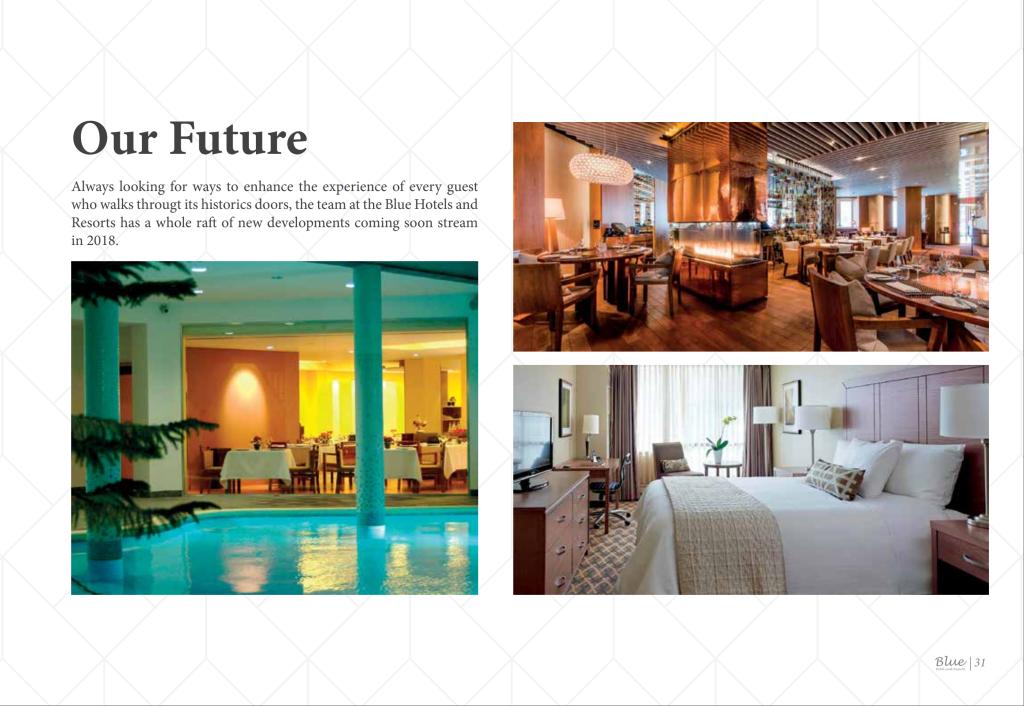 Our Future
Always looking for ways to enhance the experience of every guest
who walks througt its historics doors, the team at the Blue Hotels and
Resorts has a whole raft of new developments coming soon stream
in 2018.
Blue | 31